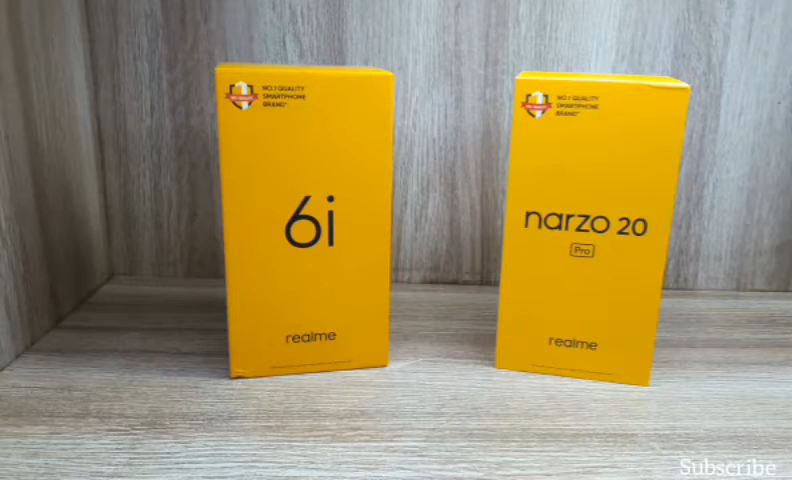 NO.1 QUALITY
SMARTPHONE
BRAND*
6i
realme
NO.1 QUALITY
SMARTPHONE
BRAND*
narzo 20
Pro
realme
Subscribe